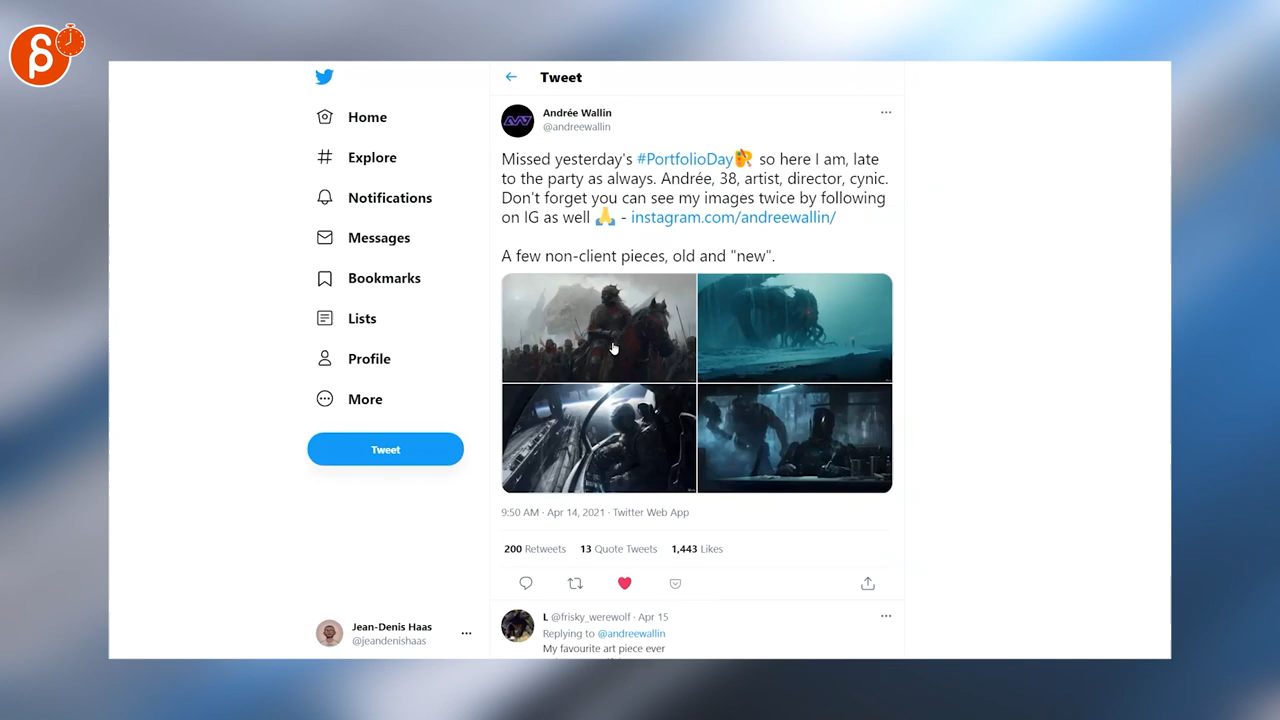 Tweet
Home
Explore
Notifications
Messages
Bookmarks
Lists
Profile
More
Tweet
Jean-Denis Haas
@jeandenishaas
Andrée Wallin
@andreewallin
Missed yesterday's #PortfolioDay so here I am, late
to the party as always. Andrée, 38, artist, director, cynic.
Don't forget you can see my images twice by following
on IG as well 🙏 - instagram.com/andreewallin/
A few non-client pieces, old and "new".
9:50 AM · Apr 14, 2021 · Twitter Web App
200 Retweets 13 Quote Tweets 1,443 Likes
L @frisky_werewolf · Apr 15
Replying to @andreewallin
My favourite art piece ever